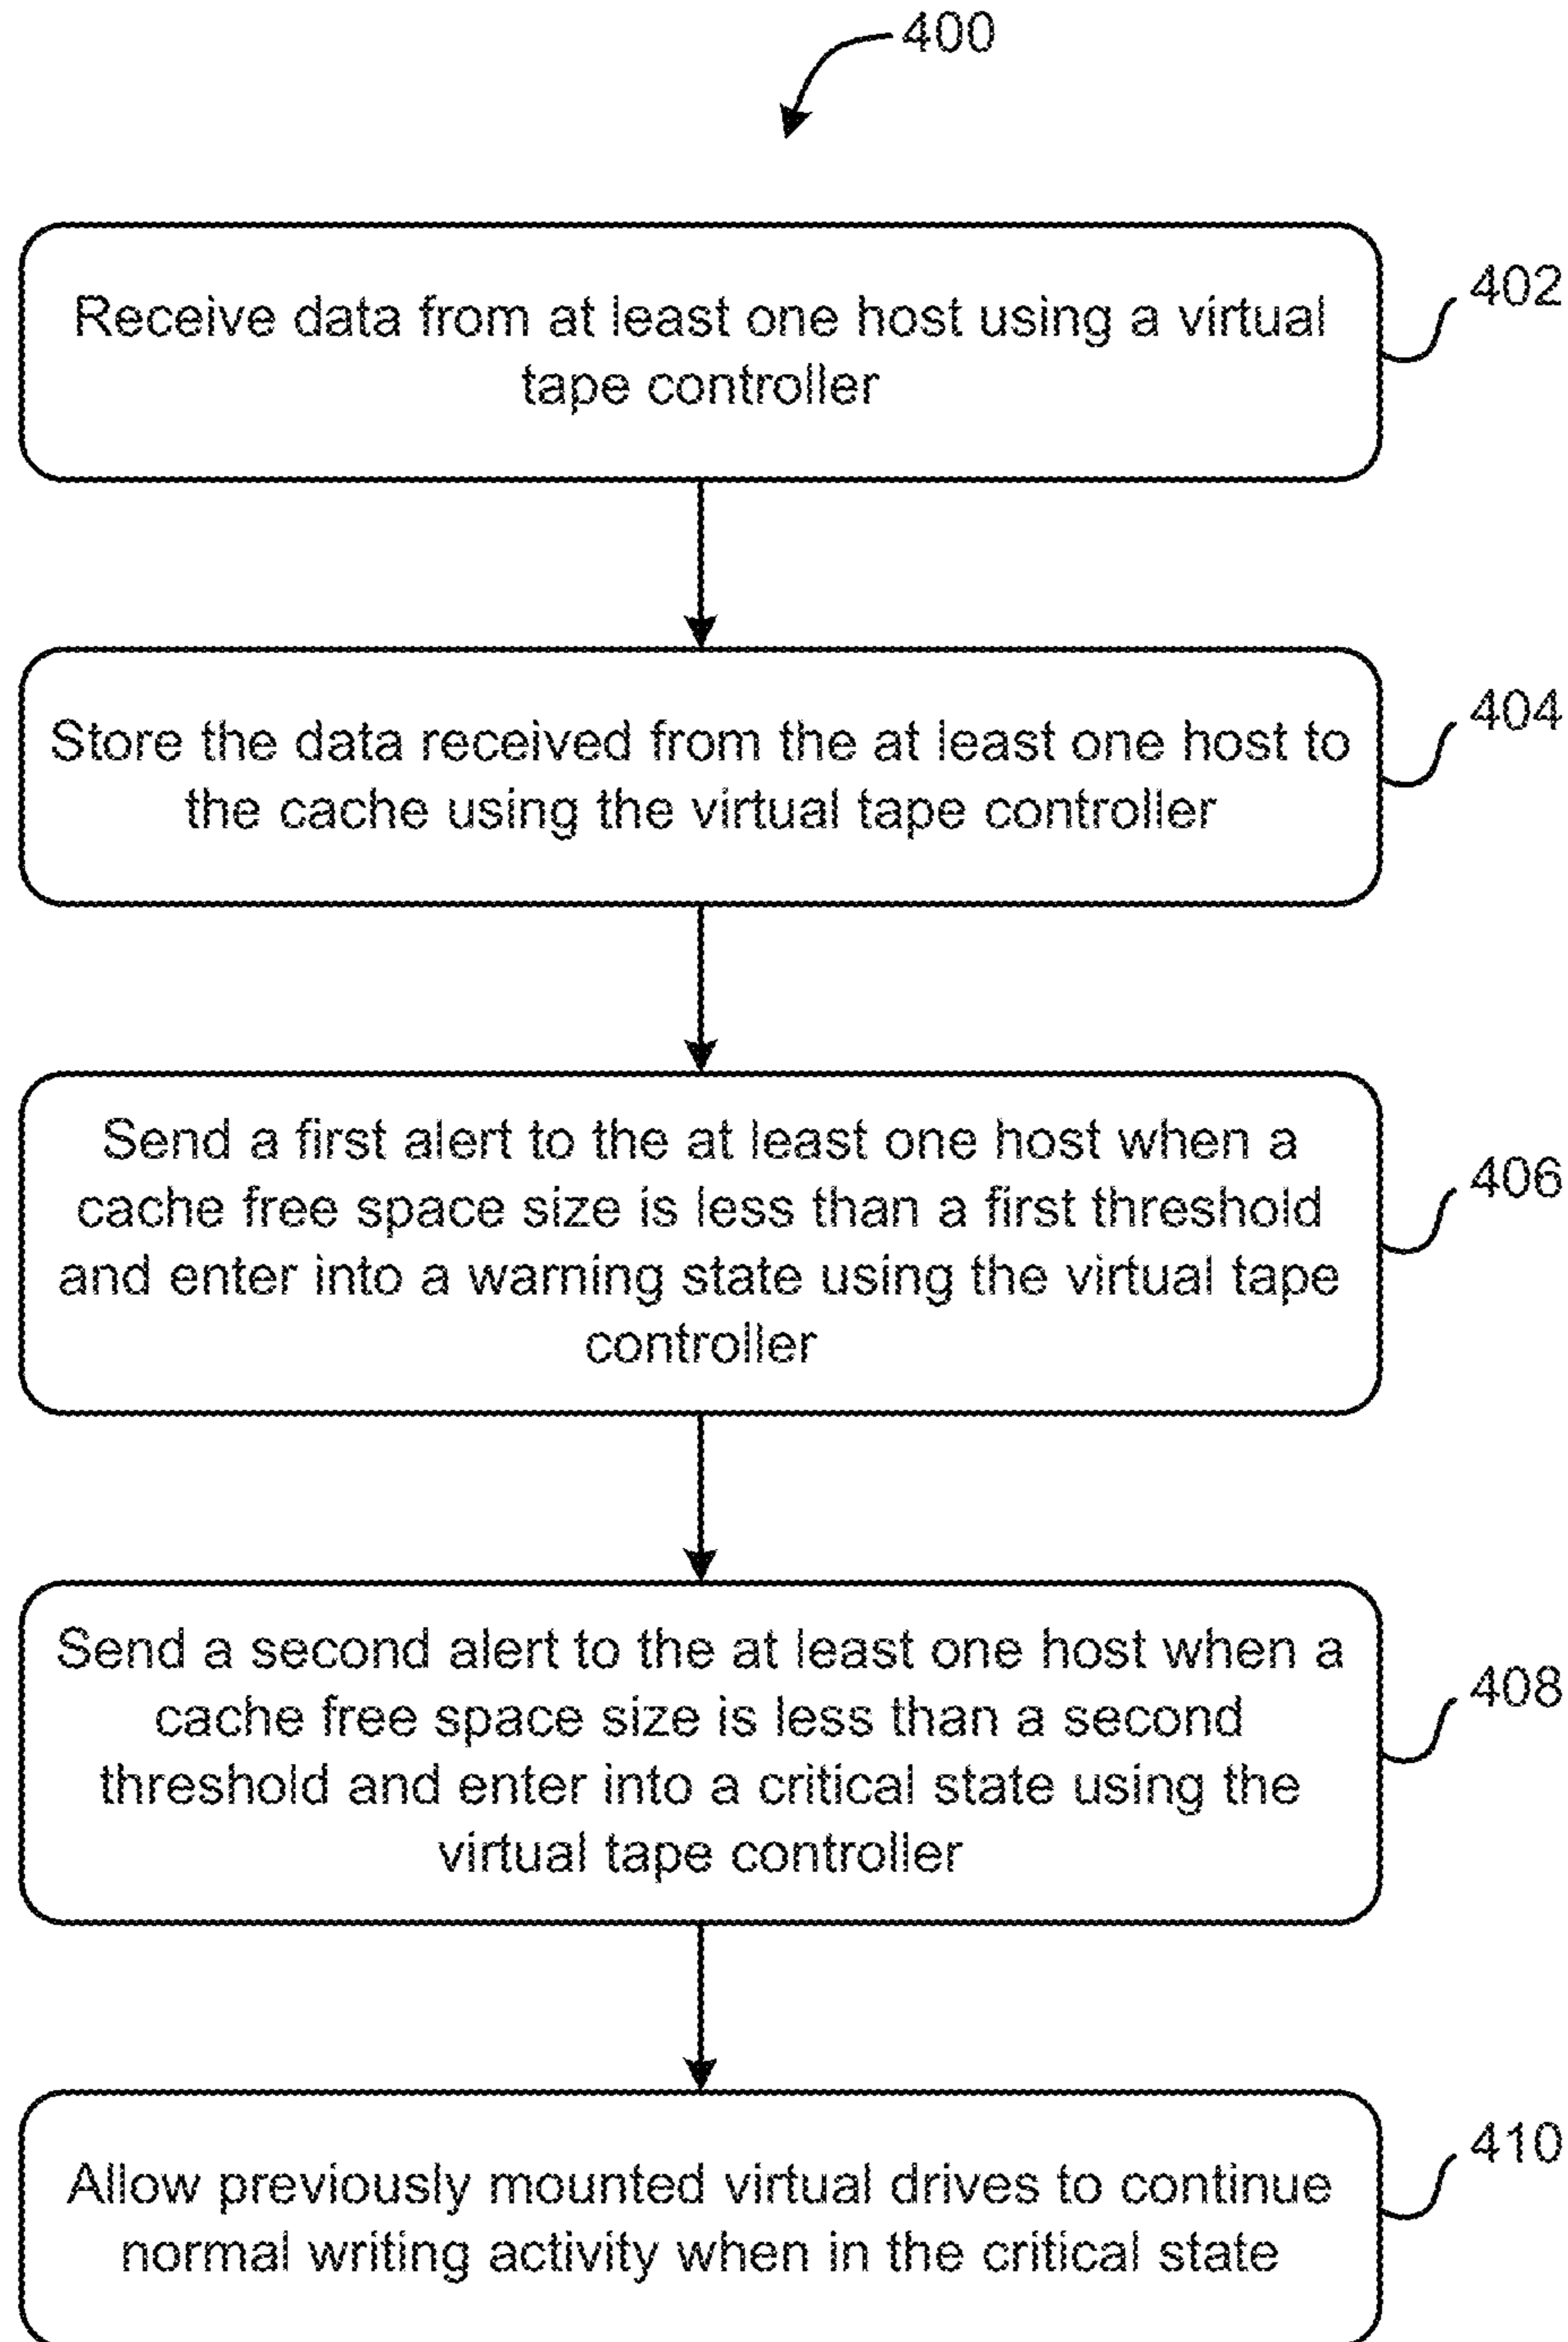 400
Receive data from at least one host using a virtual
tape controller
402
Store the data received from the at least one host to
the cache using the virtual tape controller
404
Send a first alert to the at least one host when a
cache free space size is less than a first threshold
and enter into a warning state using the virtual tape
controller
406
Send a second alert to the at least one host when a
cache free space size is less than a second
threshold and enter into a critical state using the
virtual tape controller
408
Allow previously mounted virtual drives to continue
normal writing activity when in the critical state
410